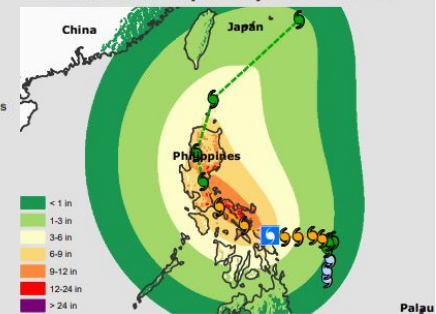 China
Japan
Philippines
< 1 in
1-3 in
3-6 in
6-9 in
9-12 in
12-24 in
> 24 in
Palau